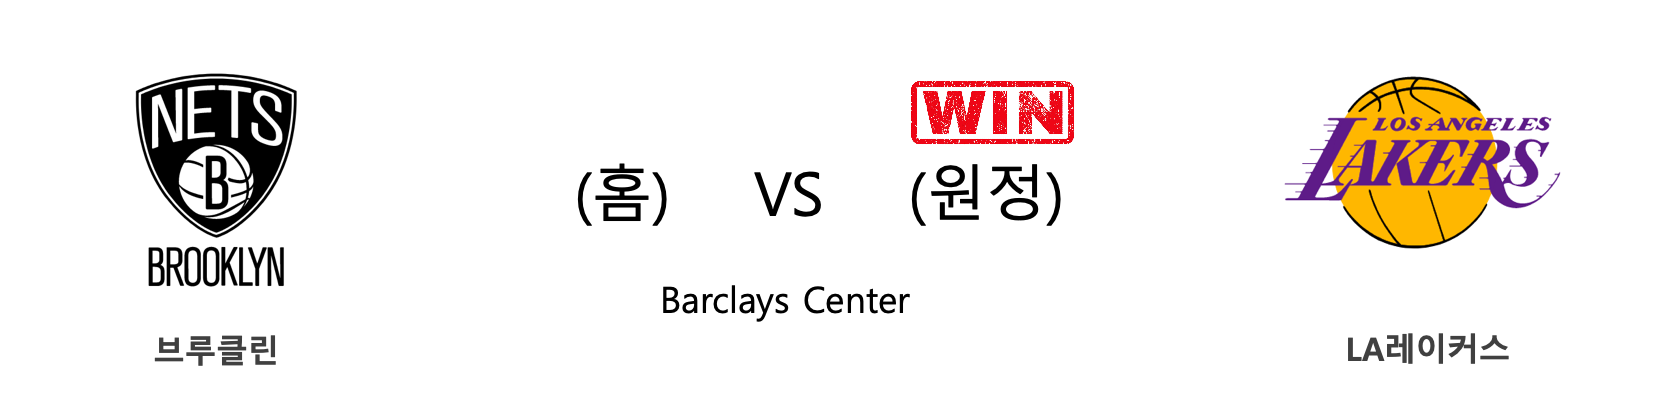 NETS
B
BROOKLYN
브루클린
WIN
(홈) VS (원정)
Barclays Center
LOS ANGELES
LAKERS
LA레이커스